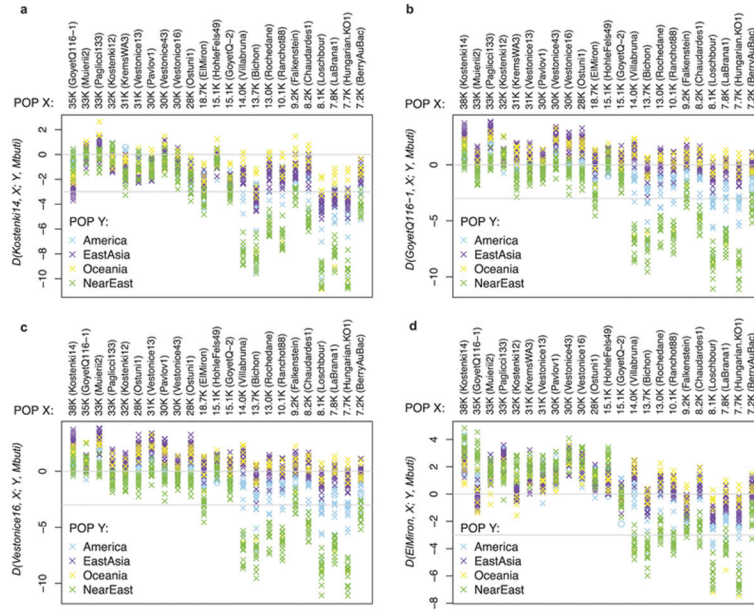 a
35K (GoyetQ116-1)
33K (Muierii2)
33K (Paglicci133)
32K (Kostenki12)
31K (KremsWA3)
31K (Vestonice13)
30K (Pavlov1)
30K (Vestonice43)
30K (Vestonice16)
28K (Ostuni1)
18.7K (ElMiron)
15.1K (HohleFels49)
15.1K (GoyetQ-2)
14.0K (Villabruna)
13.7K (Bichon)
13.0K (Rochedane)
10.1K (Ranchot88)
9.2K (Falkenstein)
8.2K (Chaudardes1)
8.1K (Loschbour)
7.8K (LaBrana1)
7.7K (Hungarian.KO1)
7.2K (BerryAuBac)
POP X:
D(Kostenki14, X; Y, Mbuti)
2
0
-2
-4
-6
-8
-10
POP Y:
America
EastAsia
Oceania
NearEast
b
38K (Kostenki14)
33K (Muierii2)
33K (Paglicci133)
32K (Kostenki12)
31K (KremsWA3)
31K (Vestonice13)
30K (Pavlov1)
30K (Vestonice43)
30K (Vestonice16)
28K (Ostuni1)
18.7K (ElMiron)
15.1K (HohleFels49)
15.1K (GoyetQ-2)
14.0K (Villabruna)
13.7K (Bichon)
13.0K (Rochedane)
10.1K (Ranchot88)
9.2K (Falkenstein)
8.2K (Chaudardes1)
8.1K (Loschbour)
7.8K (LaBrana1)
7.7K (Hungarian.KO1)
7.2K (BerryAuBac)
POP X:
D(GoyetQ116-1, X; Y, Mbuti)
0
-5
-10
POP Y:
America
EastAsia
Oceania
NearEast
c
38K (Kostenki14)
35K (GoyetQ116-1)
33K (Muierii2)
33K (Paglicci133)
32K (Kostenki12)
28K (Ostuni1)
31K (Vestonice13)
30K (Pavlov1)
30K (Vestonice43)
28K (Ostuni1)
18.7K (ElMiron)
15.1K (HohleFels49)
15.1K (GoyetQ-2)
14.0K (Villabruna)
13.7K (Bichon)
13.0K (Rochedane)
10.1K (Ranchot88)
9.2K (Falkenstein)
8.2K (Chaudardes1)
8.1K (Loschbour)
7.8K (LaBrana1)
7.7K (Hungarian.KO1)
7.2K (BerryAuBac)
POP X:
D(Vestonice16, X; Y, Mbuti)
0
-5
-10
POP Y:
America
EastAsia
Oceania
NearEast
d
38K (Kostenki14)
35K (GoyetQ116-1)
33K (Muierii2)
33K (Paglicci133)
32K (Kostenki12)
31K (KremsWA3)
31K (Vestonice13)
30K (Pavlov1)
30K (Vestonice43)
30K (Vestonice16)
28K (Ostuni1)
15.1K (HohleFels49)
15.1K (GoyetQ-2)
14.0K (Villabruna)
13.7K (Bichon)
13.0K (Rochedane)
10.1K (Ranchot88)
9.2K (Falkenstein)
8.2K (Chaudardes1)
8.1K (Loschbour)
7.8K (LaBrana1)
7.7K (Hungarian.KO1)
7.2K (BerryAuBac)
POP X:
D(ElMiron, X; Y, Mbuti)
4
2
0
-2
-4
-6
-8
POP Y:
America
EastAsia
Oceania
NearEast